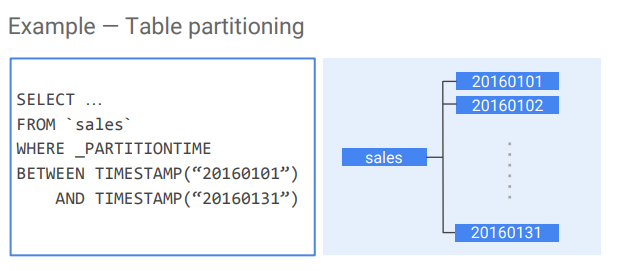 Example — Table partitioning
SELECT ...
FROM `sales`
WHERE _PARTITIONTIME
BETWEEN TIMESTAMP(“20160101”)
AND TIMESTAMP(“20160131”)
20160101
20160102
sales
20160131